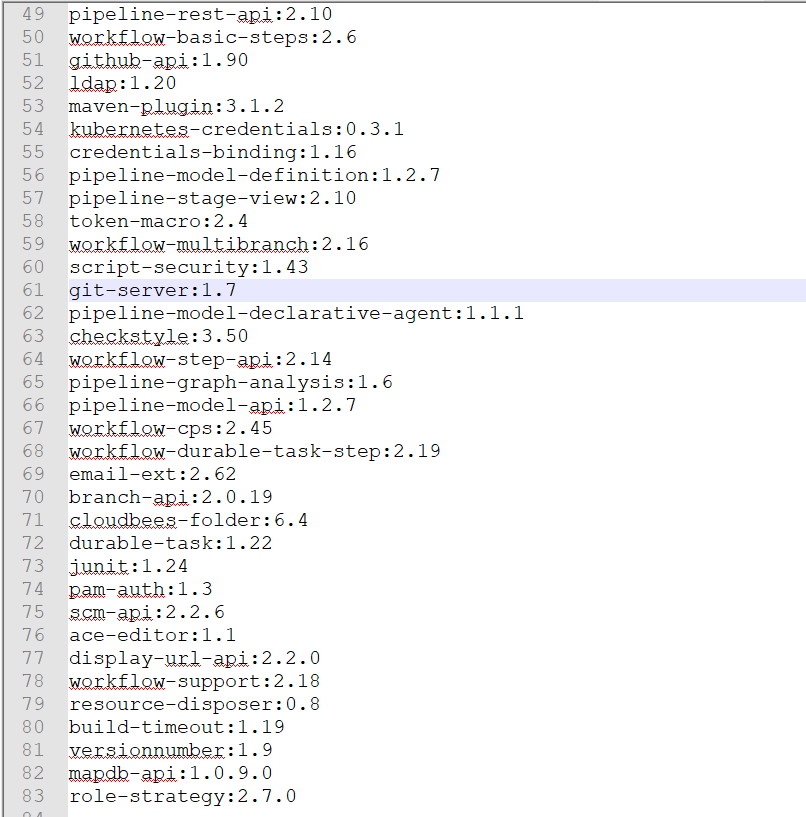 49 pipeline-rest-api:2.10
50 workflow-basic-steps:2.6
51 github-api:1.90
52 ldap:1.20
53 maven-plugin:3.1.2
54 kubernetes-credentials:0.3.1
55 credentials-binding:1.16
56 pipeline-model-definition:1.2.7
57 pipeline-stage-view:2.10
58 token-macro:2.4
59 workflow-multibranch:2.16
60 script-security:1.43
61 git-server:1.7
62 pipeline-model-declarative-agent:1.1.1
63 checkstyle:3.50
64 workflow-step-api:2.14
65 pipeline-graph-analysis:1.6
66 pipeline-model-api:1.2.7
67 workflow-cps:2.45
68 workflow-durable-task-step:2.19
69 email-ext:2.62
70 branch-api:2.0.19
71 cloudbees-folder:6.4
72 durable-task:1.22
73 junit:1.24
74 pam-auth:1.3
75 scm-api:2.2.6
76 ace-editor:1.1
77 display-url-api:2.2.0
78 workflow-support:2.18
79 resource-disposer:0.8
80 build-timeout:1.19
81 versionnumber:1.9
82 mapdb-api:1.0.9.0
83 role-strategy:2.7.0